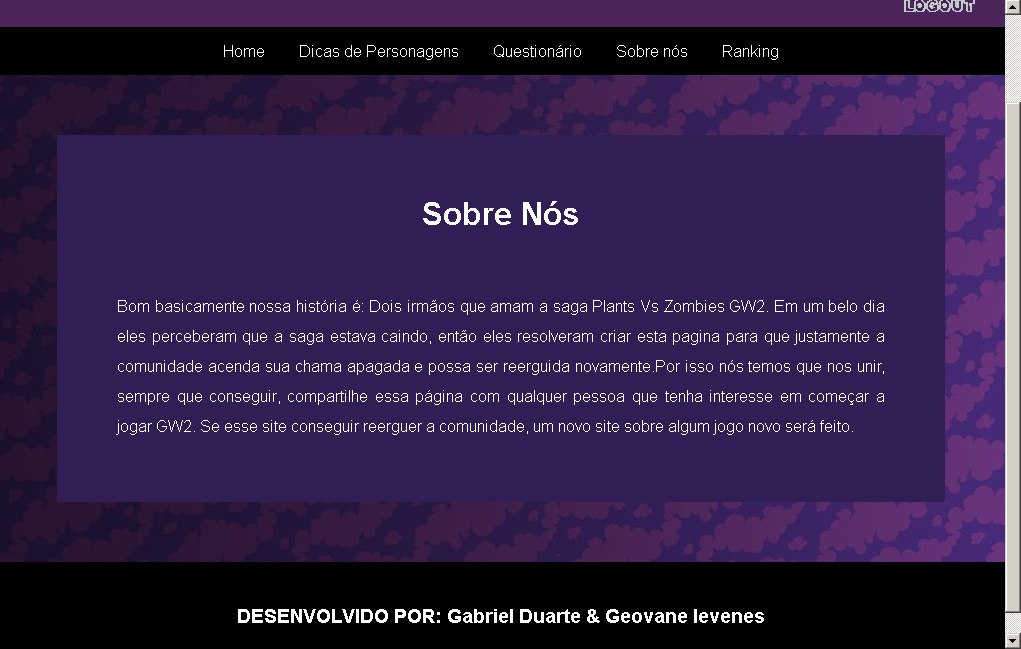 LOGOUT
Home Dicas de Personagens Questionário Sobre nós Ranking
Sobre Nós
Bom basicamente nossa história é: Dois irmãos que amam a saga Plants Vs Zombies GW2. Em um belo dia
eles perceberam que a saga estava caindo, então eles resolveram criar esta pagina para que justamente a
comunidade acenda sua chama apagada e possa ser reerguida novamente.Por isso nós temos que nos unir,
sempre que conseguir, compartilhe essa página com qualquer pessoa que tenha interesse em começar a
jogar GW2. Se esse site conseguir reerguer a comunidade, um novo site sobre algum jogo novo será feito.
DESENVOLVIDO POR: Gabriel Duarte & Geovane Ievenes